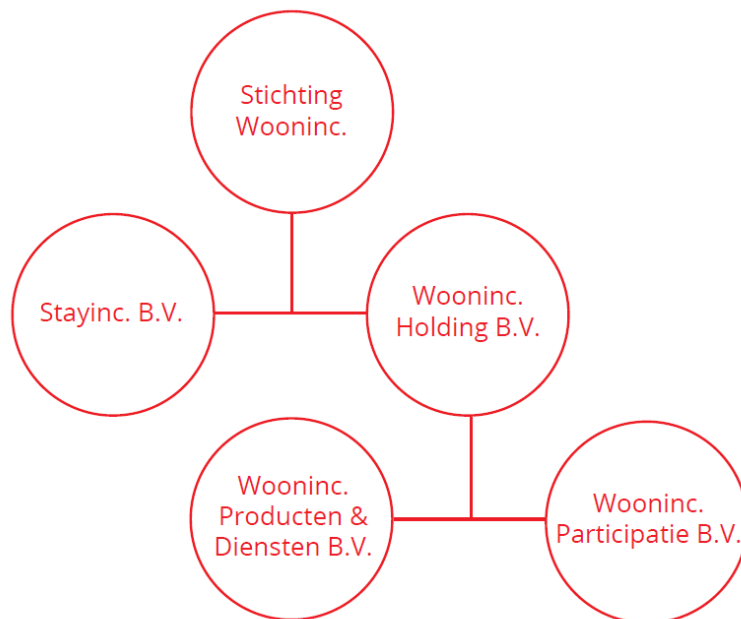 Stichting
Wooninc.
Stayinc. B.V.
Wooninc.
Holding B.V.
Wooninc.
Producten &
Diensten B.V.
Wooninc.
Participatie B.V.